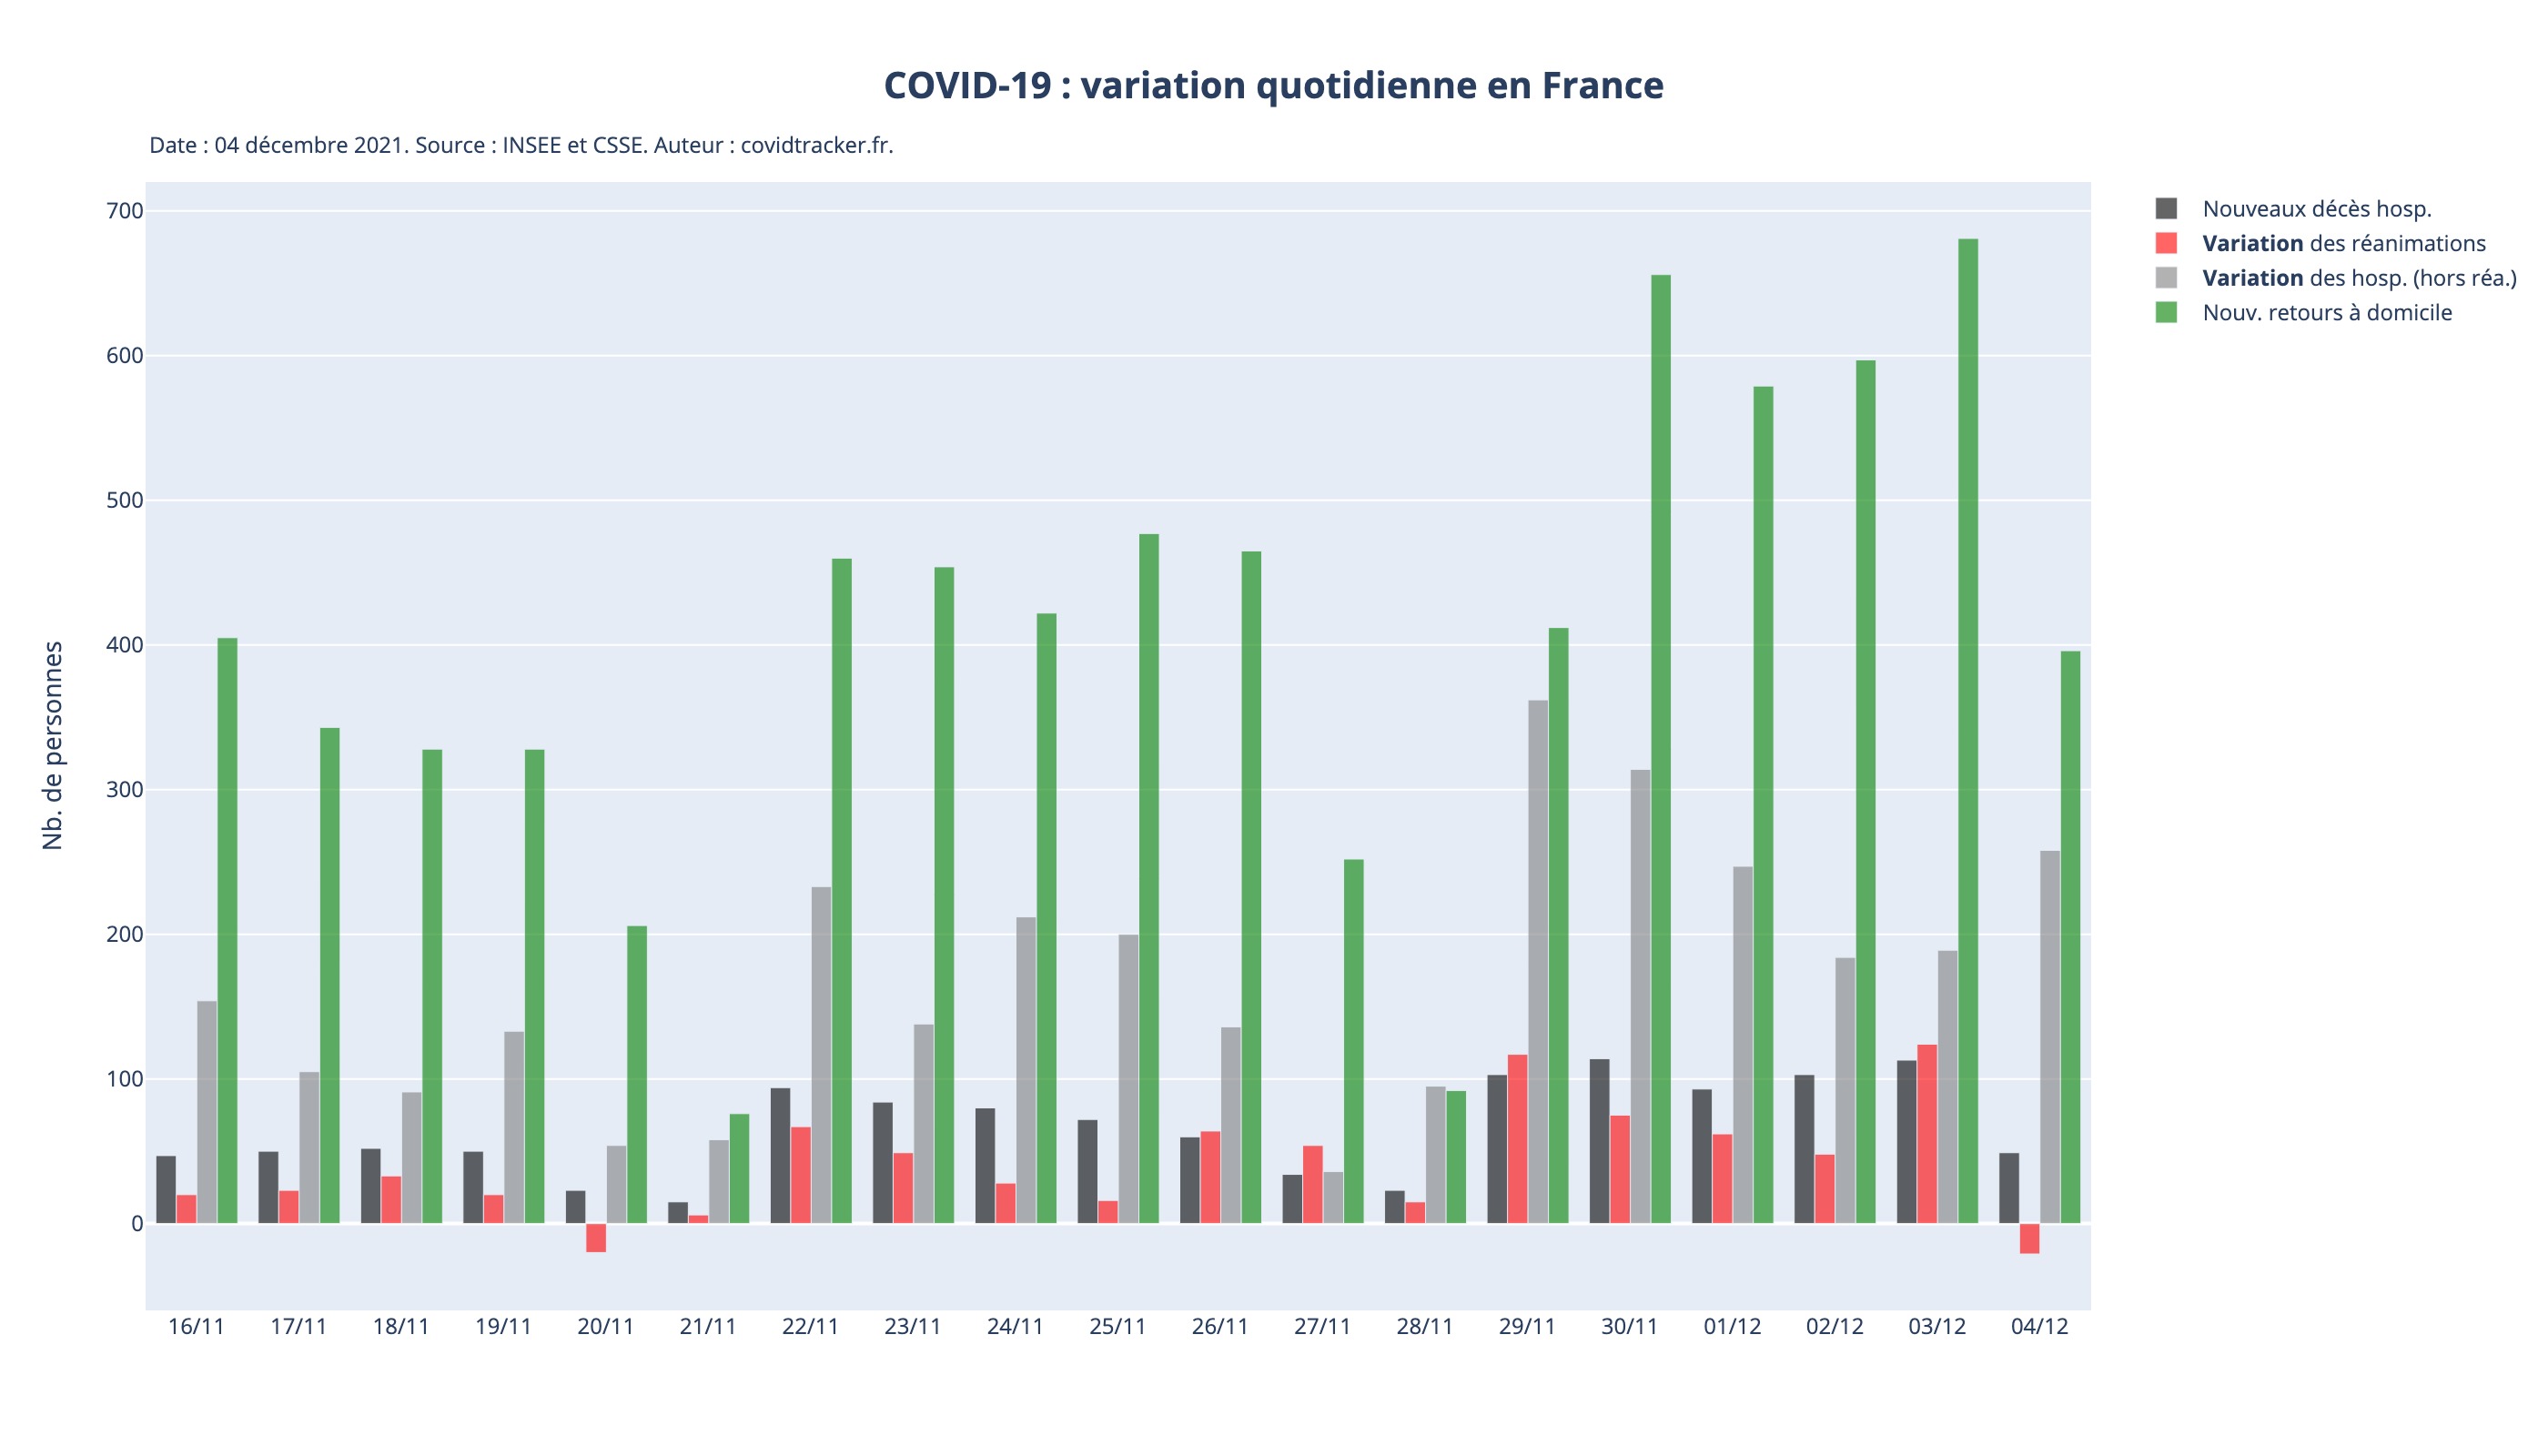 COVID-19 : variation quotidienne en France
Date : 04 décembre 2021. Source : INSEE et CSSE. Auteur : covidtracker.fr.
Nouveaux décès hosp.
Variation des réanimations
Variation des hosp. (hors réa.)
Nouv. retours à domicile
Nb. de personnes
700
600
500
400
300
200
100
0
16/11 17/11 18/11 19/11 20/11 21/11 22/11 23/11 24/11 25/11 26/11 27/11 28/11 29/11 30/11 01/12 02/12 03/12 04/12